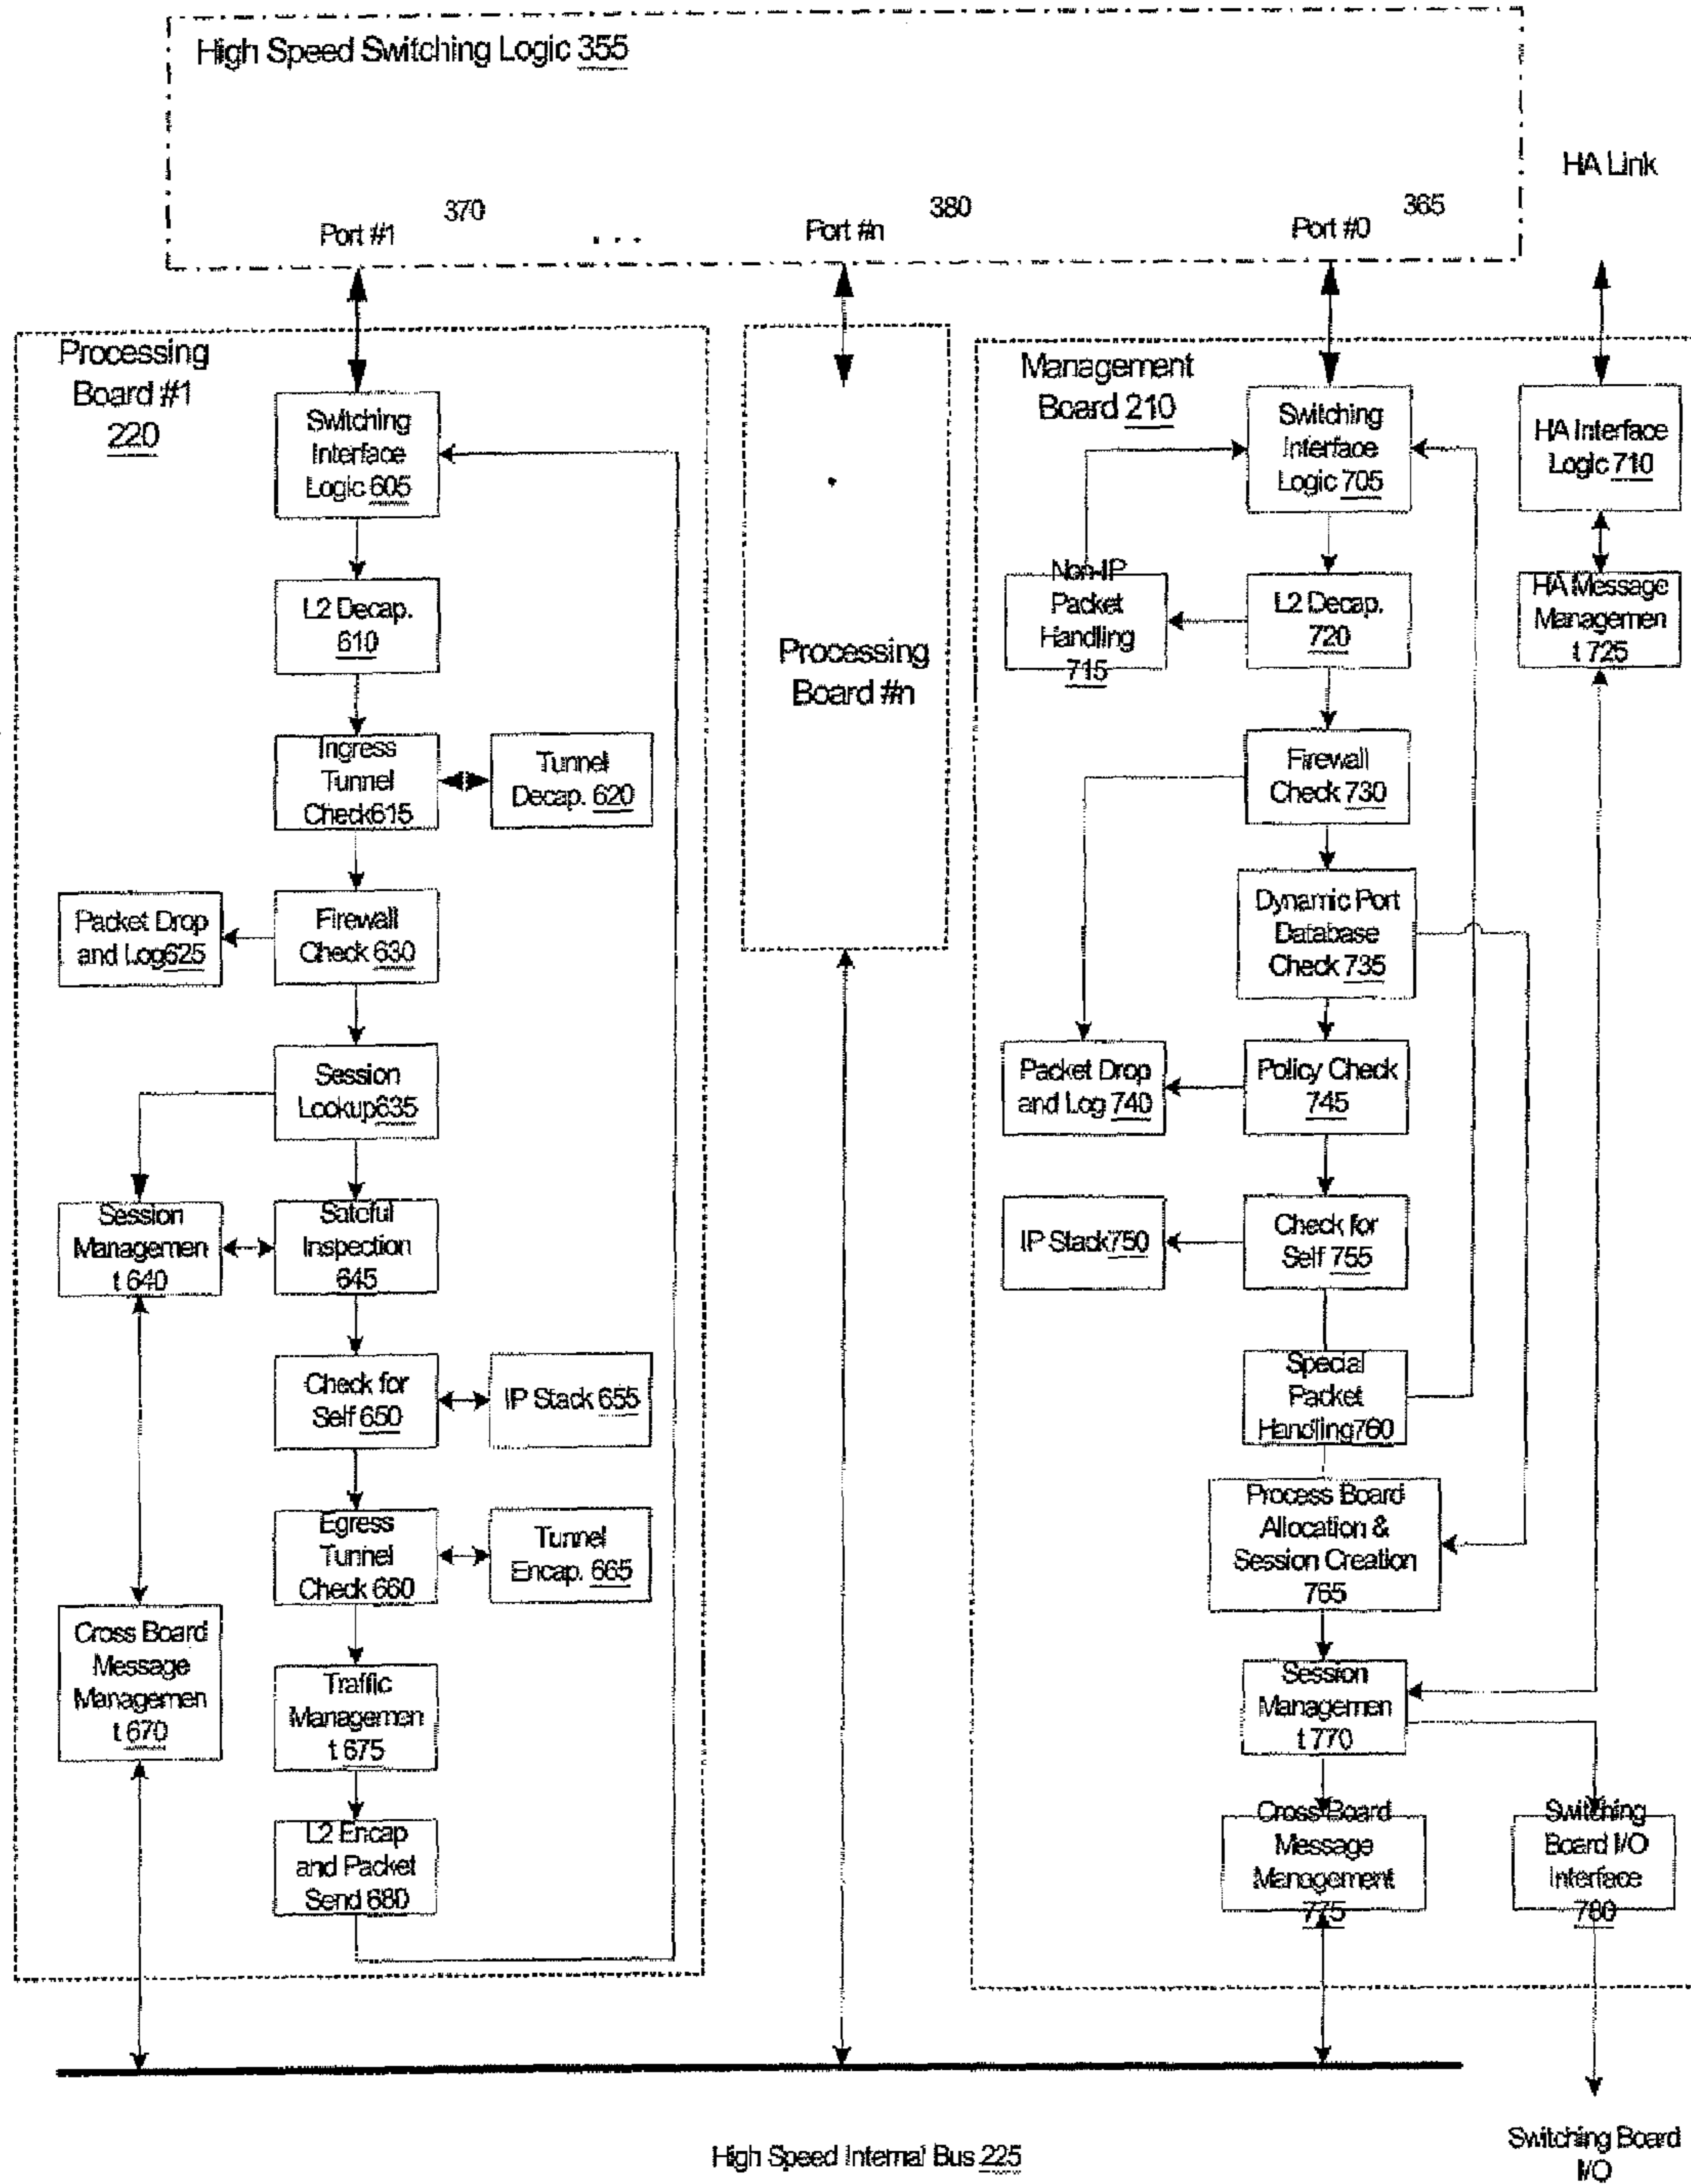 High Speed Switching Logic 355
HA Link
370
380
365
Port #1
. . .
Port #n
Port #0
Processing
Board #1
220
Switching
Interface
Logic 605
L2 Decap.
610
Ingress
Tunnel
Check615
Tunnel
Decap. 620
Packet Drop
and Log625
Firewall
Check 630
Session
Lookup635
Session
Managemen
t 640
Sateful
Inspection
645
Check for
Self 650
IP Stack 655
Egress
Tunnel
Check 660
Tunnel
Encap. 665
Cross Board
Message
Managemen
t 670
Traffic
Managemen
t 675
L2 Encap
and Packet
Send 680
Processing
Board #n
Management
Board 210
Switching
Interface
Logic 705
HA Interface
Logic 710
Non-IP
Packet
Handling
715
L2 Decap.
720
HA Message
Managemen
t 725
Firewall
Check 730
Dynamic Port
Database
Check 735
Packet Drop
and Log 740
Policy Check
745
IP Stack750
Check for
Self 755
Special
Packet
Handling760
Process Board
Allocation &
Session Creation
765
Session
Managemen
t 770
Cross Board
Message
Management
775
Switching
Board I/O
Interface
780
High Speed Internal Bus 225
Switching Board
I/O